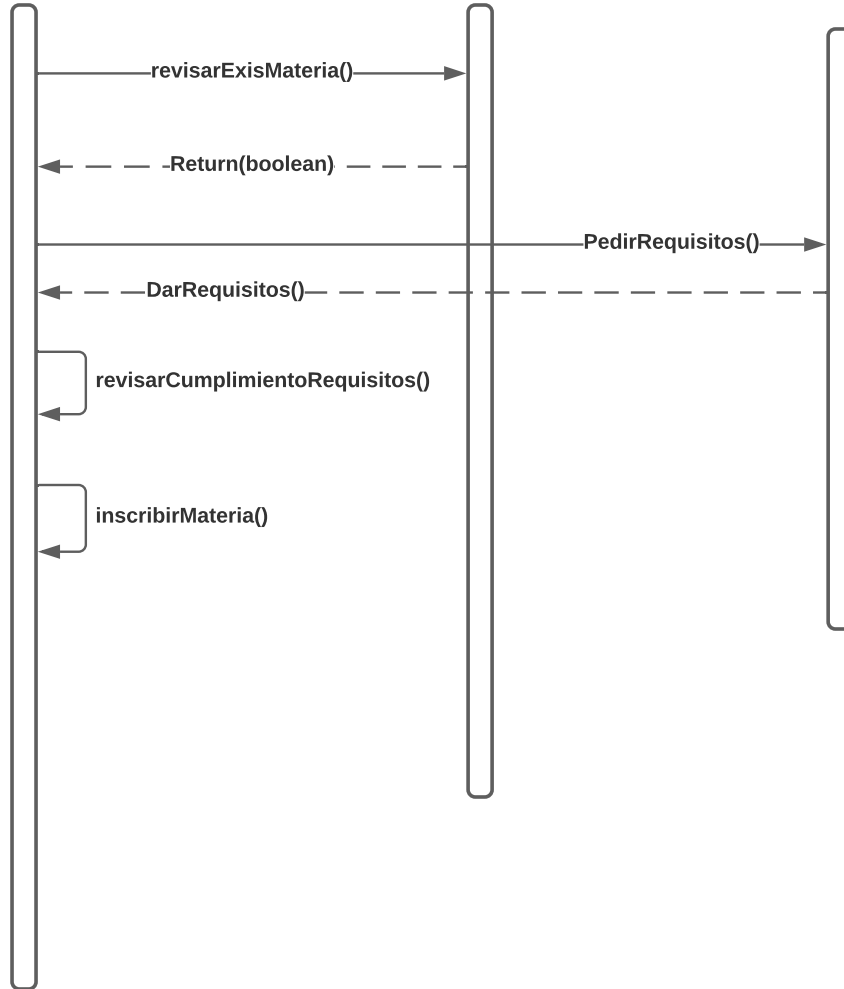 revisarExisMateria()
Return(boolean)
PedirRequisitos()
DarRequisitos()
revisarCumplimientoRequisitos()
inscribirMateria()